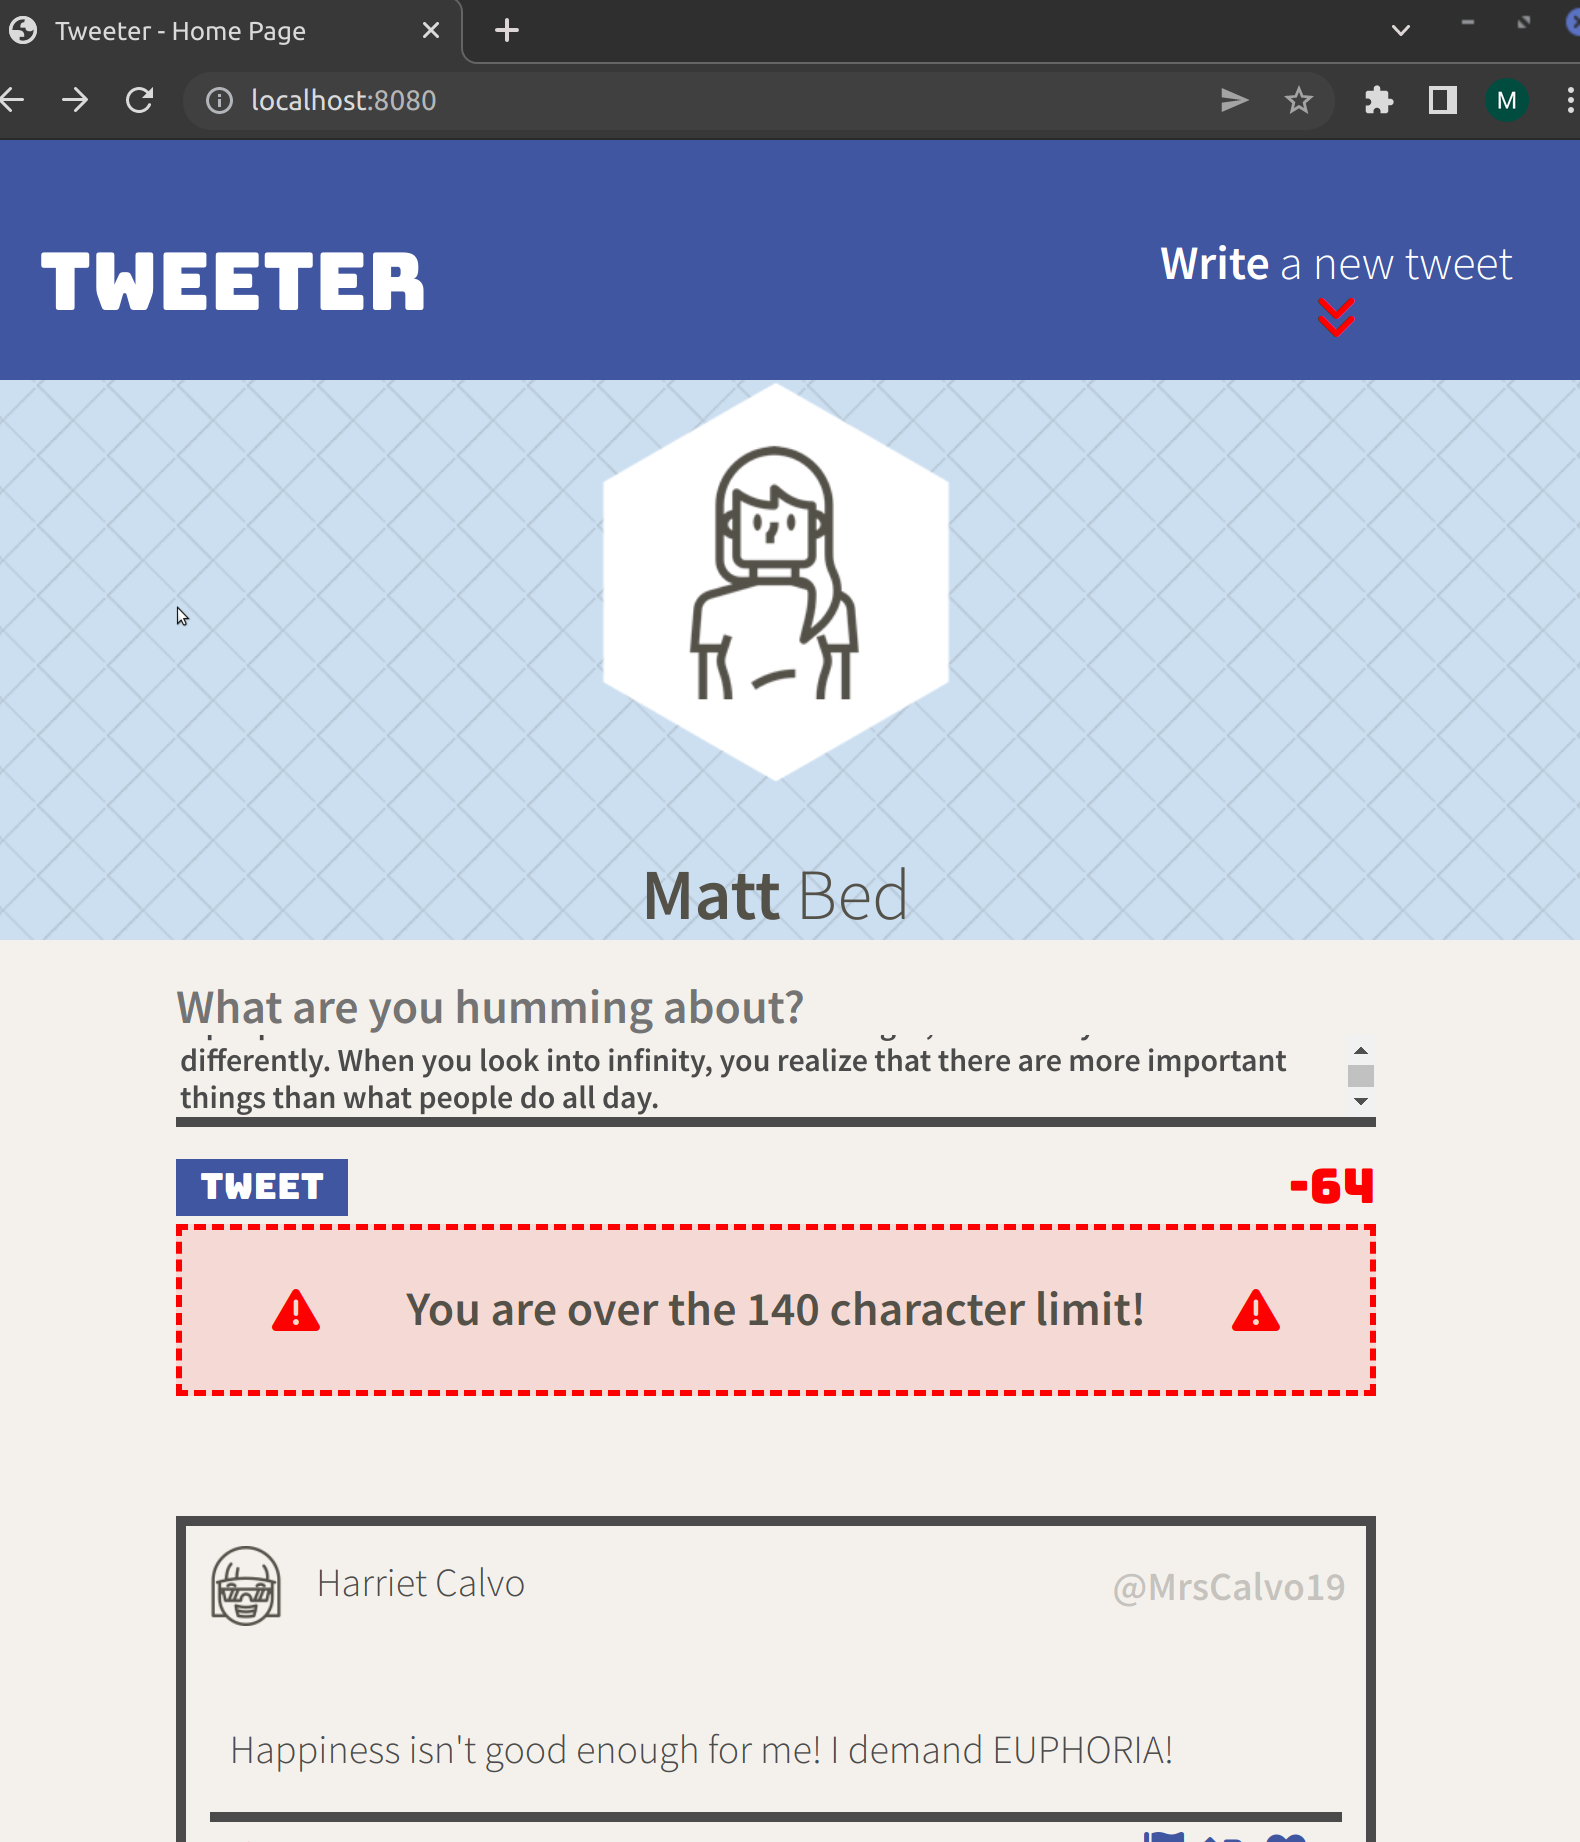 Tweeter - Home Page
localhost:8080
M
TWEETER
Write a new tweet
Matt Bed
What are you humming about?
differently. When you look into infinity, you realize that there are more important
things than what people do all day.
TWEET
-64
You are over the 140 character limit!
Harriet Calvo
@MrsCalvo19
Happiness isn't good enough for me! I demand EUPHORIA!